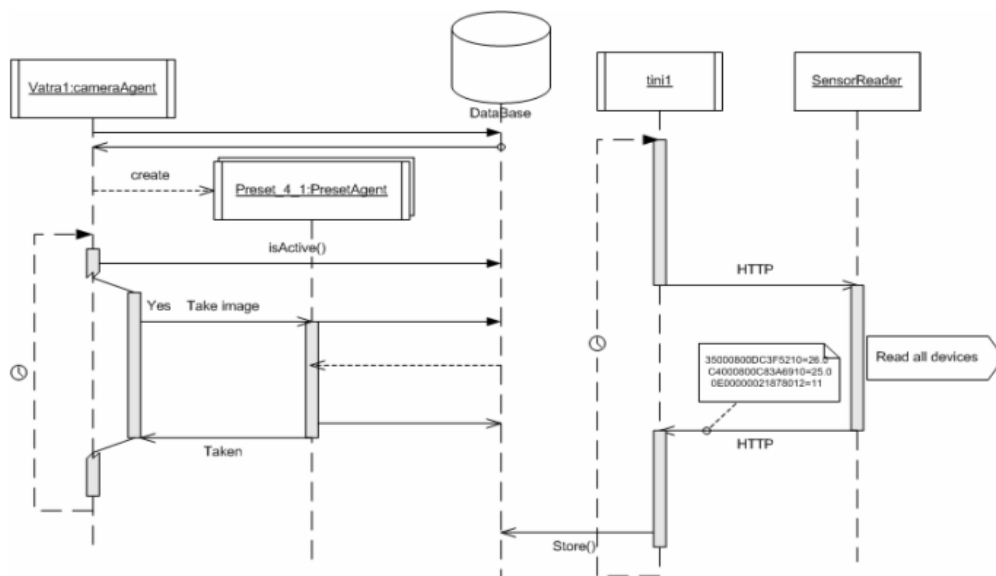 Vatra1:cameraAgent
DataBase
tini1
SensorReader
create
Preset_4_1:PresetAgent
isActive()
HTTP
Yes Take image
35000800DC3F5210=26.0
C4000800C83A6910=25.0
0E00000021878012=11
Read all devices
Taken
HTTP
Store()